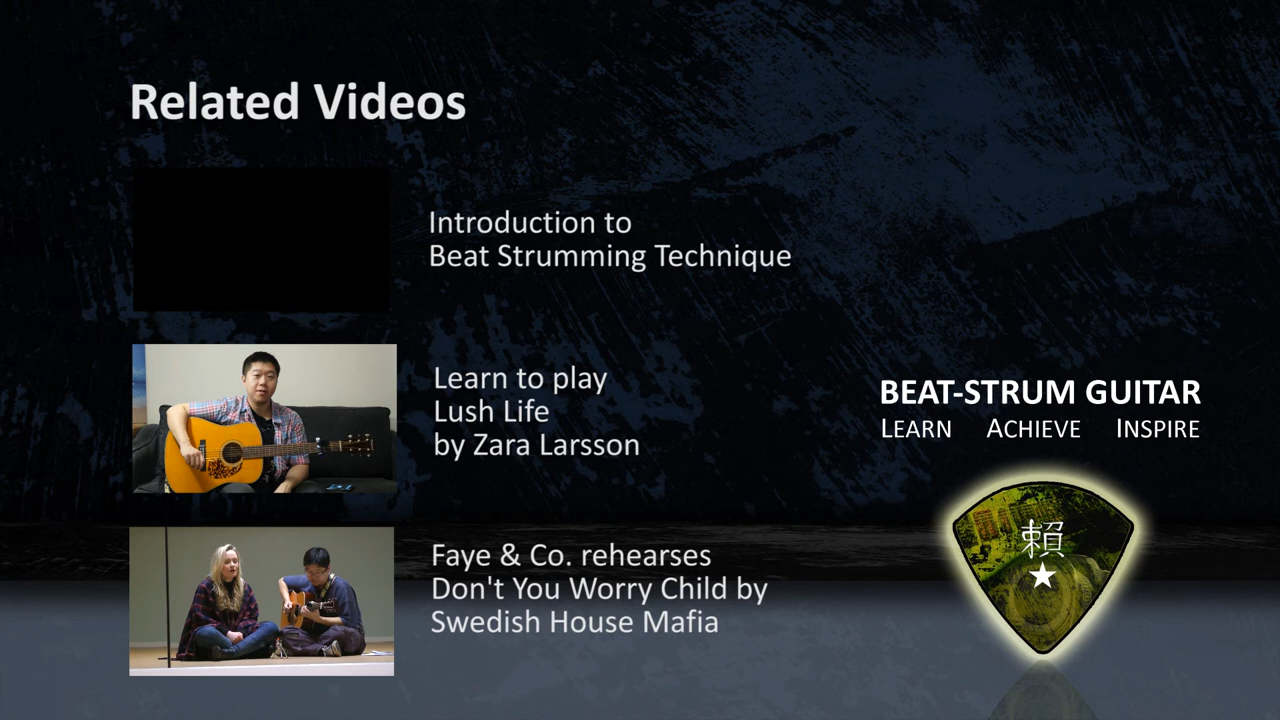 Related Videos
Introduction to
Beat Strumming Technique
Learn to play
Lush Life
by Zara Larsson
Faye & Co. rehearses
Don't You Worry Child by
Swedish House Mafia
BEAT-STRUM GUITAR
LEARN ACHIEVE INSPIRE
賴